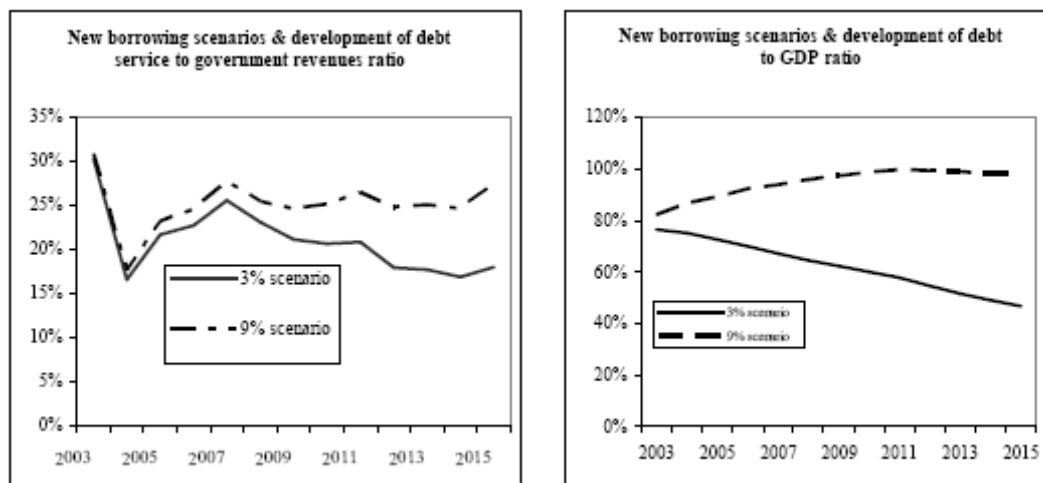 New borrowing scenarios & development of debt
service to government revenues ratio
35%
30%
25%
20%
15%
10%
5%
0%
3% scenario
9% scenario
2003 2005 2007 2009 2011 2013 2015
New borrowing scenarios & development of debt
to GDP ratio
120%
100%
80%
60%
40%
20%
0%
3% scenario
9% scenario
2003 2005 2007 2009 2011 2013 2015